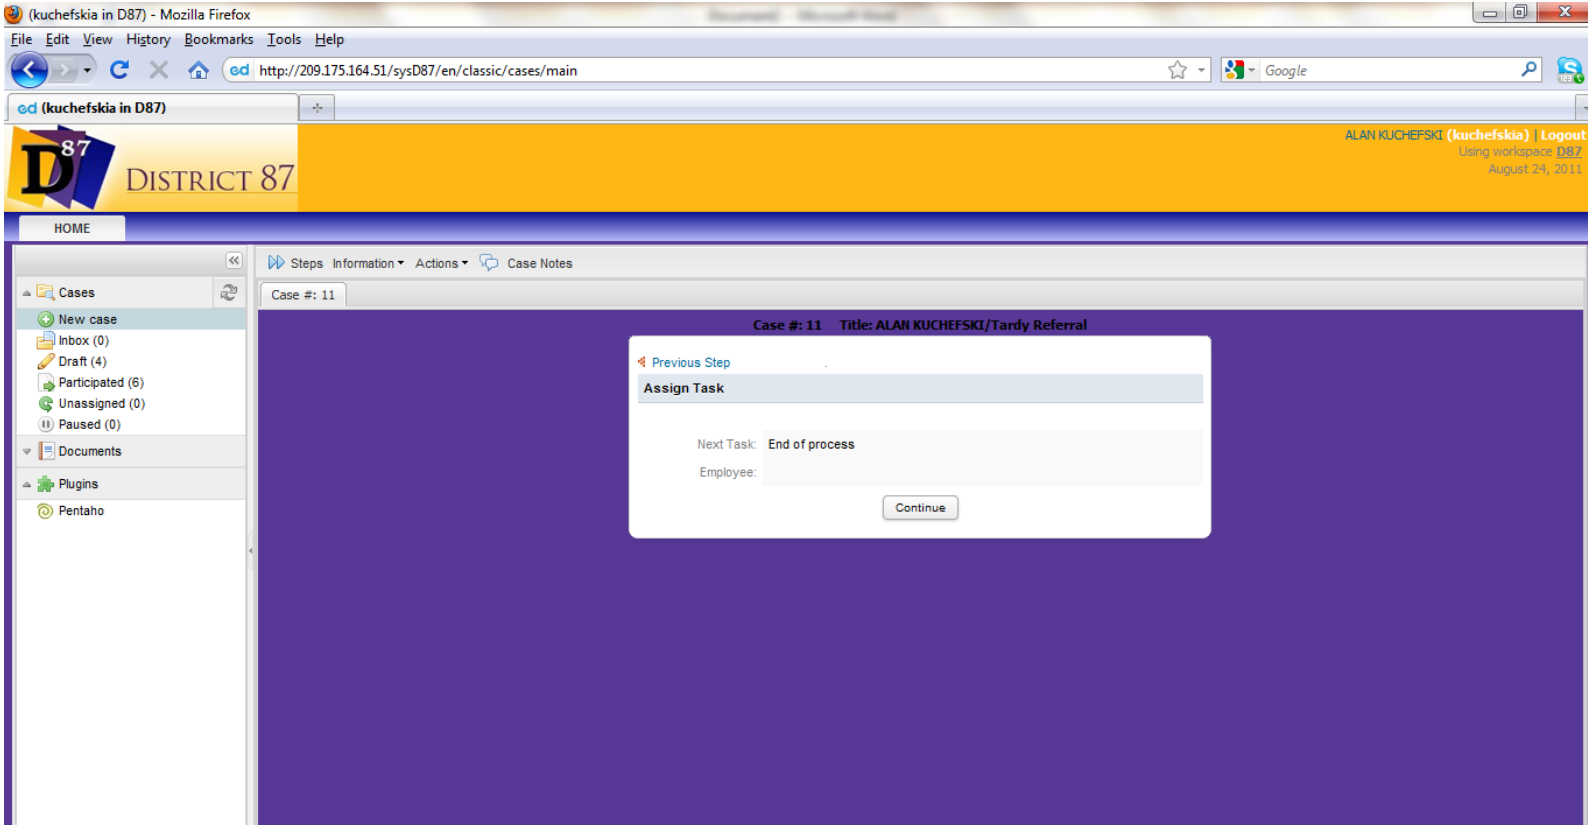 (kuchefskia in D87) - Mozilla Firefox
File Edit View History Bookmarks Tools Help
http://209.175.164.51/sysD87/en/classic/cases/main
Google
(kuchefskia in D87)
D87 DISTRICT 87
ALAN KUCHEFSKI (kuchefskia) | Logout
Using workspace D87
August 24, 2011
HOME
Steps Information Actions Case Notes
Cases
Case #: 11
New case
Inbox (0)
Draft (4)
Participated (6)
Unassigned (0)
Paused (0)
Documents
Plugins
Pentaho
Case #: 11 Title: ALAN KUCHEFSKI/Tardy Referral
Previous Step .
Assign Task
Next Task: End of process
Employee:
Continue